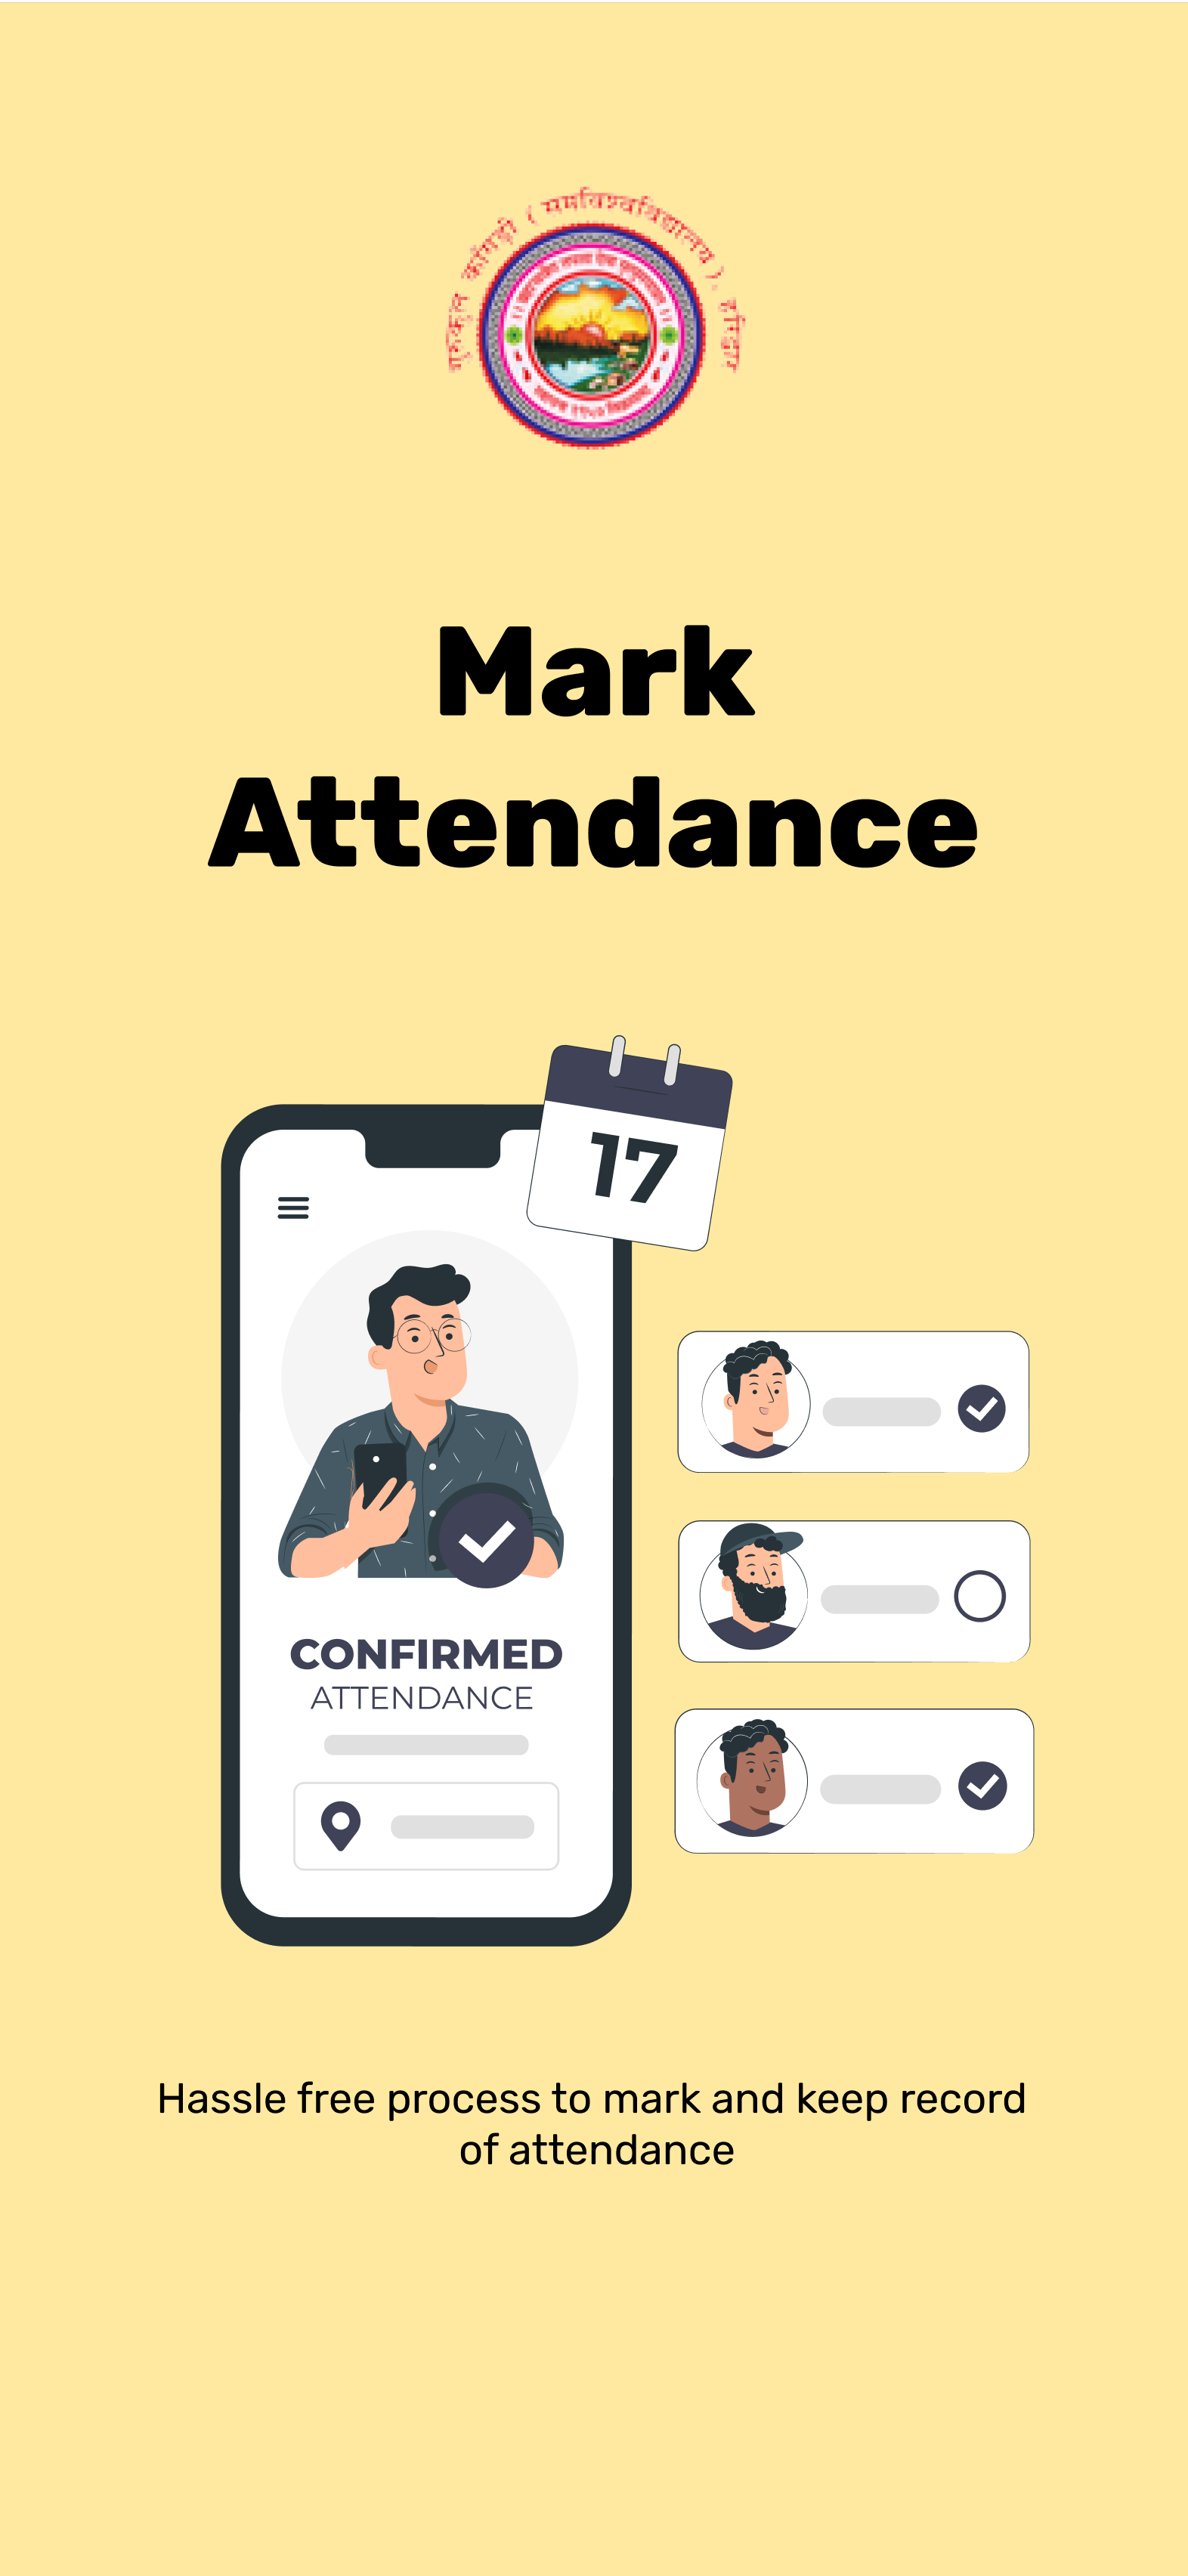 गुरुकुल काँगड़ी ( समविश्वविद्यालय ), हरिद्वार
Mark
Attendance
17
CONFIRMED
ATTENDANCE
Hassle free process to mark and keep record
of attendance